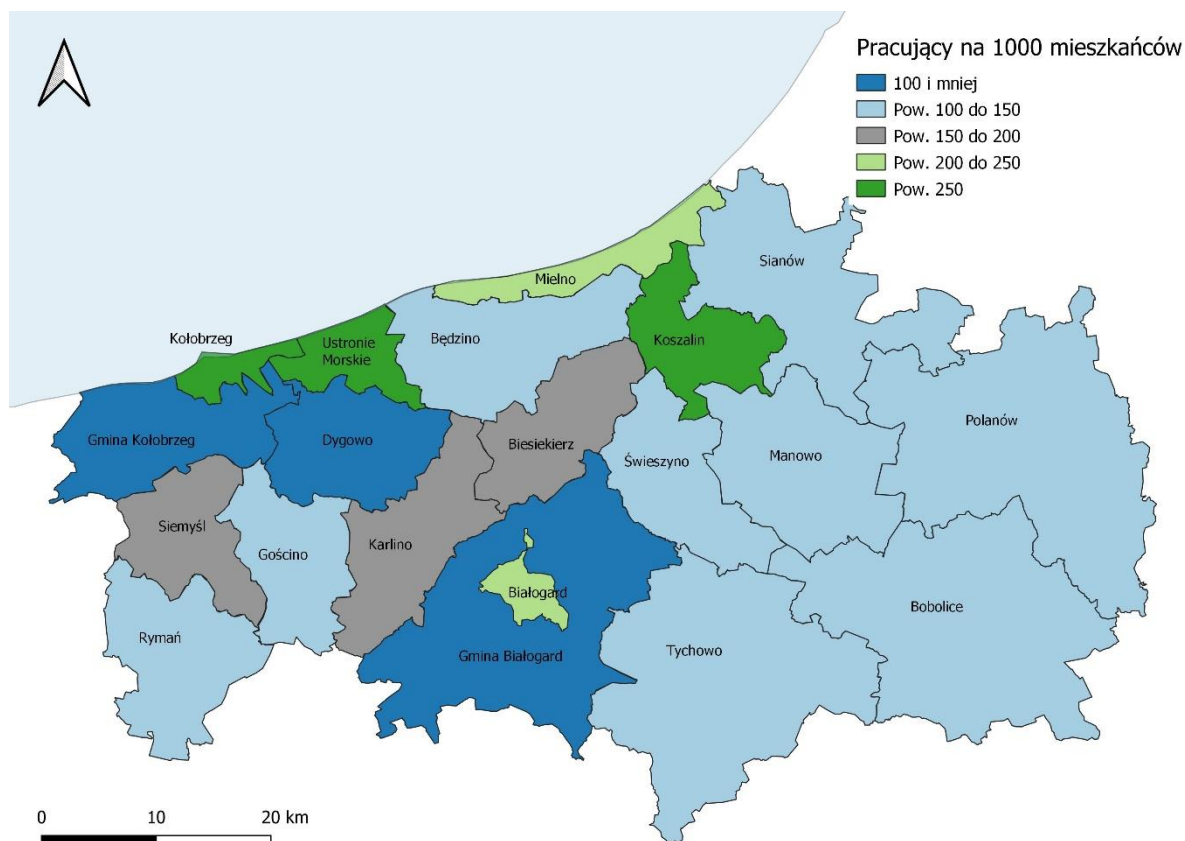 Pracujący na 1000 mieszkańców
100 i mniej
Pow. 100 do 150
Pow. 150 do 200
Pow. 200 do 250
Pow. 250
Sianów
Mielno
Kołobrzeg
Ustronie
Morskie
Będzino
Koszalin
Polanów
Gmina Kołobrzeg
Dygowo
Biesiekierz
Świeszyno
Manowo
Siemyśl
Gościno
Karlino
Białogard
Bobolice
Rymań
Gmina Białogard
Tychowo
0 10 20 km